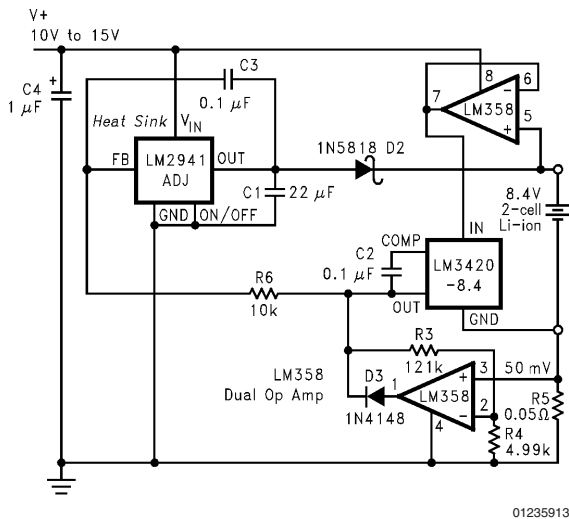 V+
10V to 15V
C4
+
1 μF
C3
0.1 μF
Heat Sink
VIN
FB
LM2941
ADJ
OUT
GND
ON/OFF
C1
22 μF
1N5818 D2
7
8
6
5
LM358
−
+
8.4V
2-cell
Li-ion
IN
COMP
C2
0.1 μF
LM3420
-8.4
OUT
GND
R6
10k
R3
121k
LM358
Dual Op Amp
D3
1N4148
1
LM358
+
−
3
2
4
50 mV
R5
0.05Ω
R4
4.99k
01235913